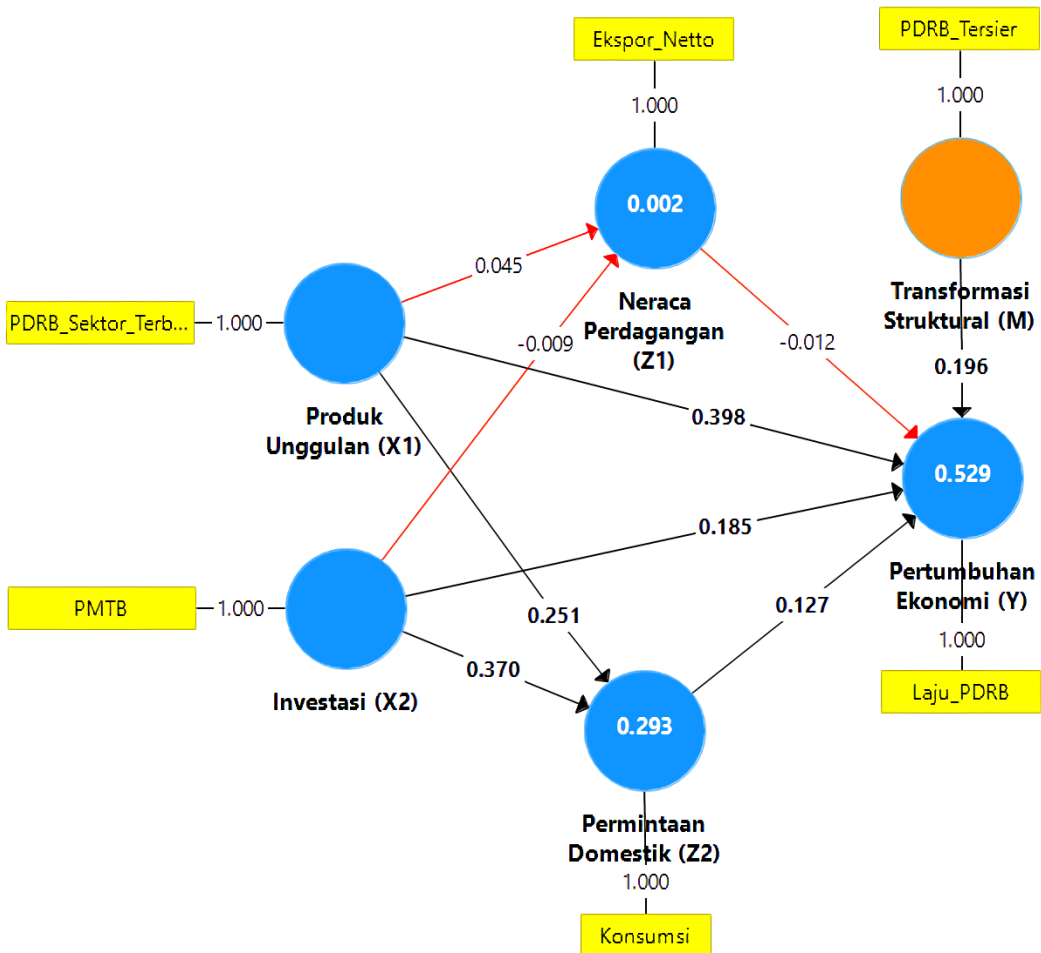 Ekspor_Netto
PDRB_Tersier
1.000
1.000
0.002
0.045
Neraca
Perdagangan
(Z1)
Transformasi
Struktural (M)
PDRB_Sektor_Terb...
1.000
-0.009
-0.012
0.196
Produk
Unggulan (X1)
0.398
0.529
0.185
Pertumbuhan
Ekonomi (Y)
PMTB
1.000
0.251
0.127
1.000
0.370
Investasi (X2)
Laju_PDRB
0.293
Permintaan
Domestik (Z2)
1.000
Konsumsi